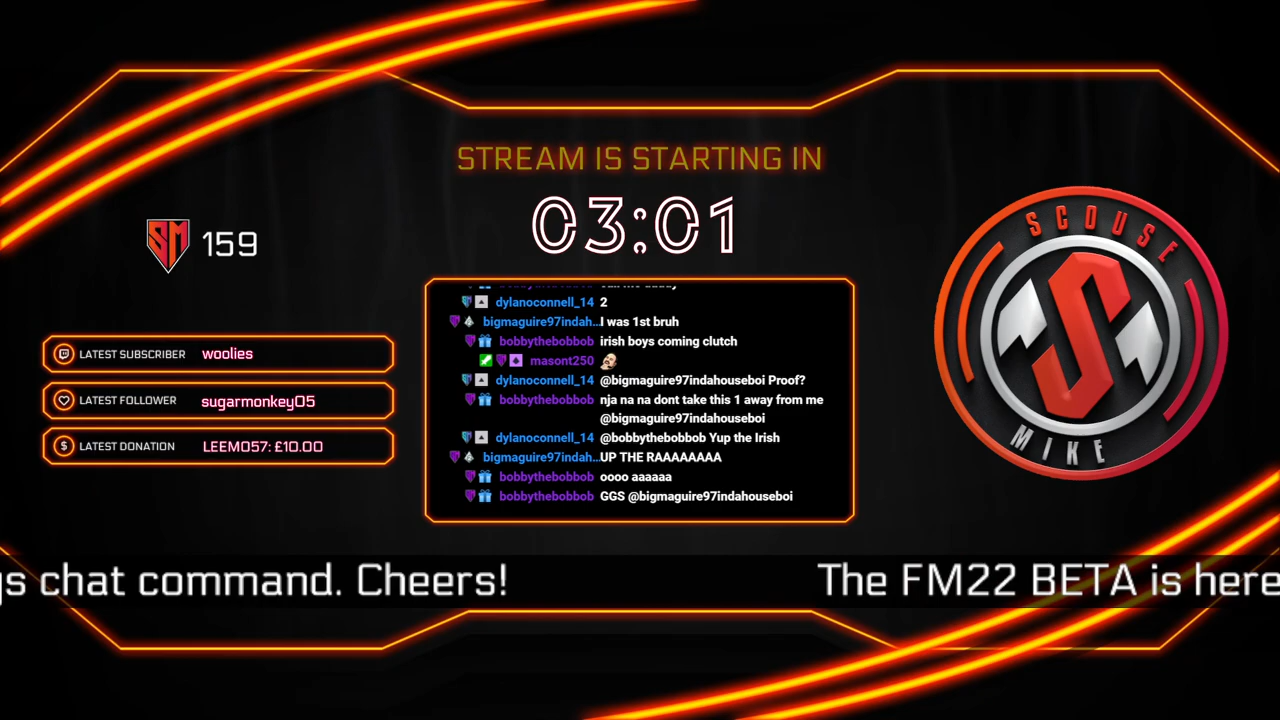 STREAM IS STARTING IN
03:01
SM 159
LATEST SUBSCRIBER woolies
LATEST FOLLOWER sugarmonkey05
LATEST DONATION LEEM057: £10.00
dylanoconnell_14 2
bigmaguire97indah... I was 1st bruh
bobbythebobbob irish boys coming clutch
masont250
dylanoconnell_14 @bigmaguire97indahouseboi Proof?
bobbythebobbob nja na na dont take this 1 away from me
@bigmaguire97indahouseboi
dylanoconnell_14 @bobbythebobbob Yup the Irish
bigmaguire97indah... UP THE RAAAAAAAA
bobbythebobbob oooo aaaaaa
bobbythebobbob GGS @bigmaguire97indahouseboi
SCOUSE
S
MIKE
gs chat command. Cheers! The FM22 BETA is here